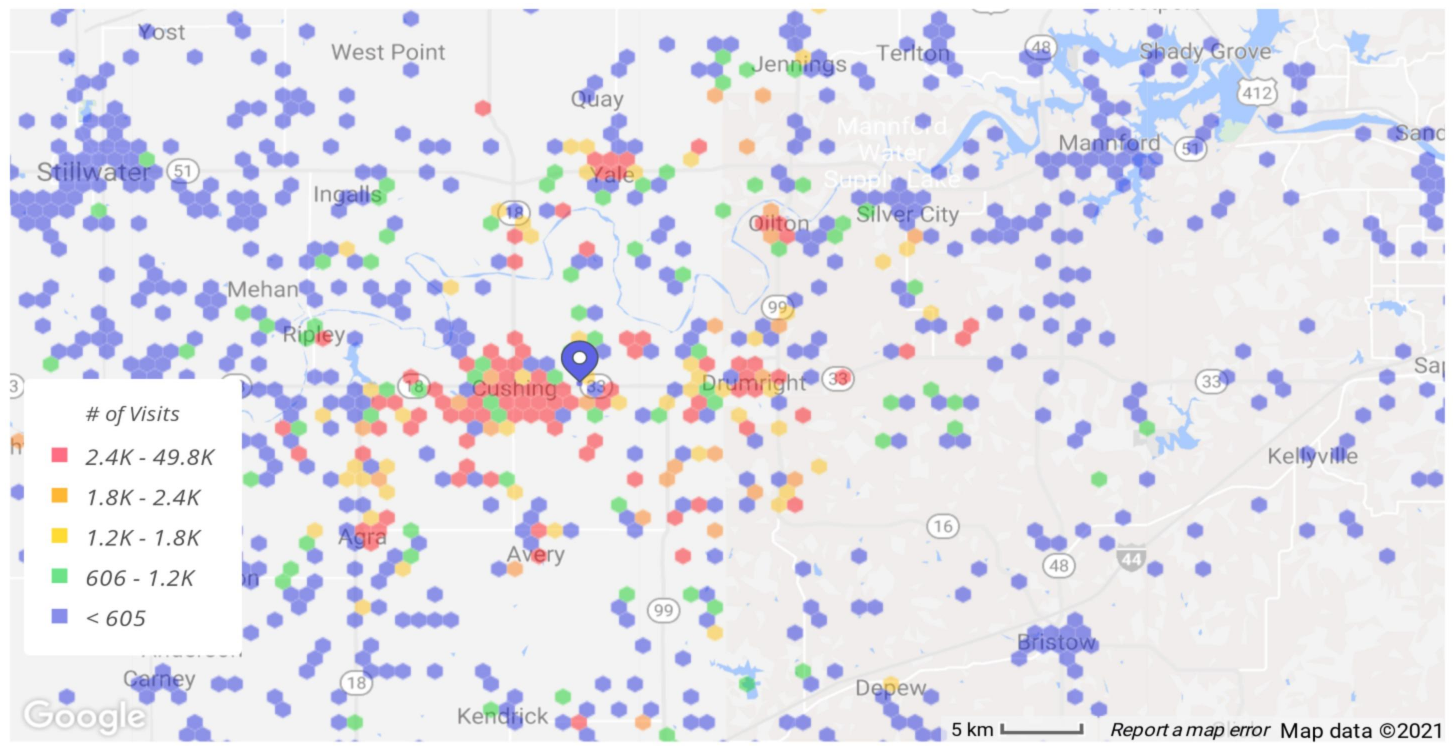 Yost
West Point
Jennings
Terlton
48
Shady Grove
412
Quay
Mannford
Water
Supply Lake
Mannford
51
Sand
Stillwater
51
Yale
Ingalls
18
Oilton
Silver City
Mehan
99
Ripley
3
18
Cushing
33
Drumright
33
33
Sap
# of Visits
2.4K - 49.8K
1.8K - 2.4K
1.2K - 1.8K
606 - 1.2K
< 605
Kellyville
Agra
Avery
16
48
44
99
Bristow
Carney
18
Depew
Kendrick
Google
5 km
Report a map error
Map data ©2021